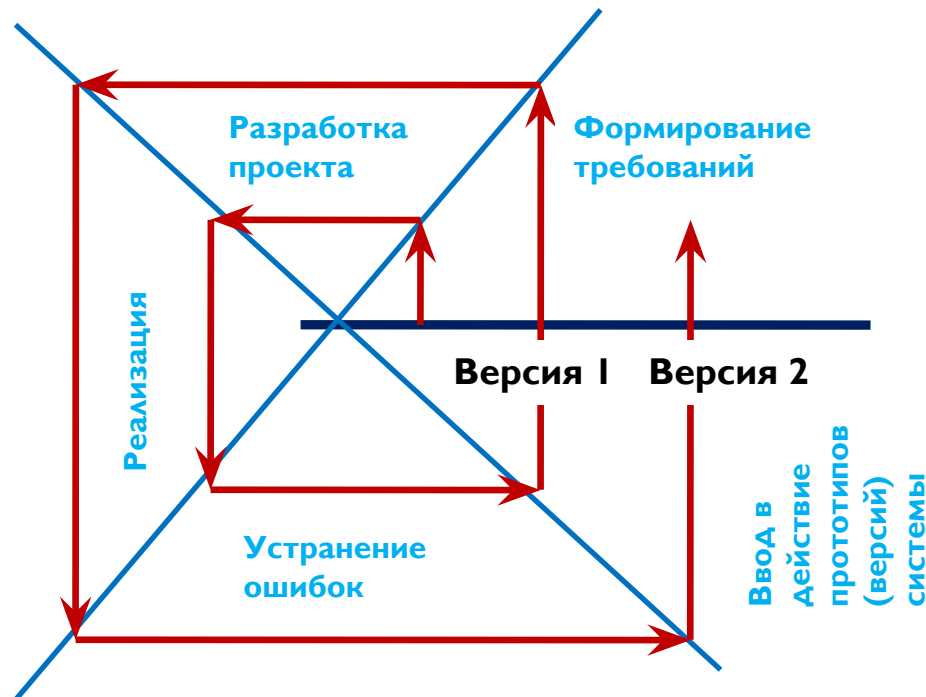 Разработка
проекта
Формирование
требований
Реализация
Версия 1
Версия 2
Устранение
ошибок
Ввод в
действие
прототипов
(версий)
системы